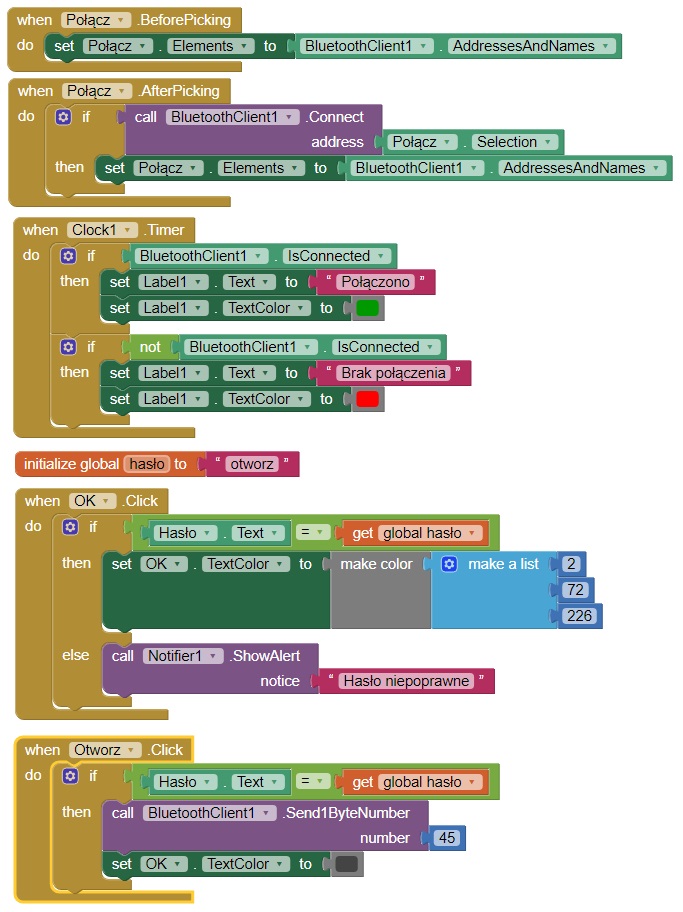 when Połącz .BeforePicking
do set Połącz . Elements to BluetoothClient1 . AddressesAndNames
when Połącz .AfterPicking
do if call BluetoothClient1 .Connect
address Połącz . Selection
then set Połącz . Elements to BluetoothClient1 . AddressesAndNames
when Clock1 .Timer
do if BluetoothClient1 . IsConnected
then set Label1 . Text to “ Połączono ”
set Label1 . TextColor to
if not BluetoothClient1 . IsConnected
then set Label1 . Text to “ Brak połączenia ”
set Label1 . TextColor to
initialize global hasło to “ otworz ”
when OK .Click
do if Hasło . Text = get global hasło
then set OK . TextColor to make color make a list 2
72
226
else call Notifier1 .ShowAlert
notice “ Hasło niepoprawne ”
when Otworz .Click
do if Hasło . Text = get global hasło
then call BluetoothClient1 .Send1ByteNumber
number 45
set OK . TextColor to